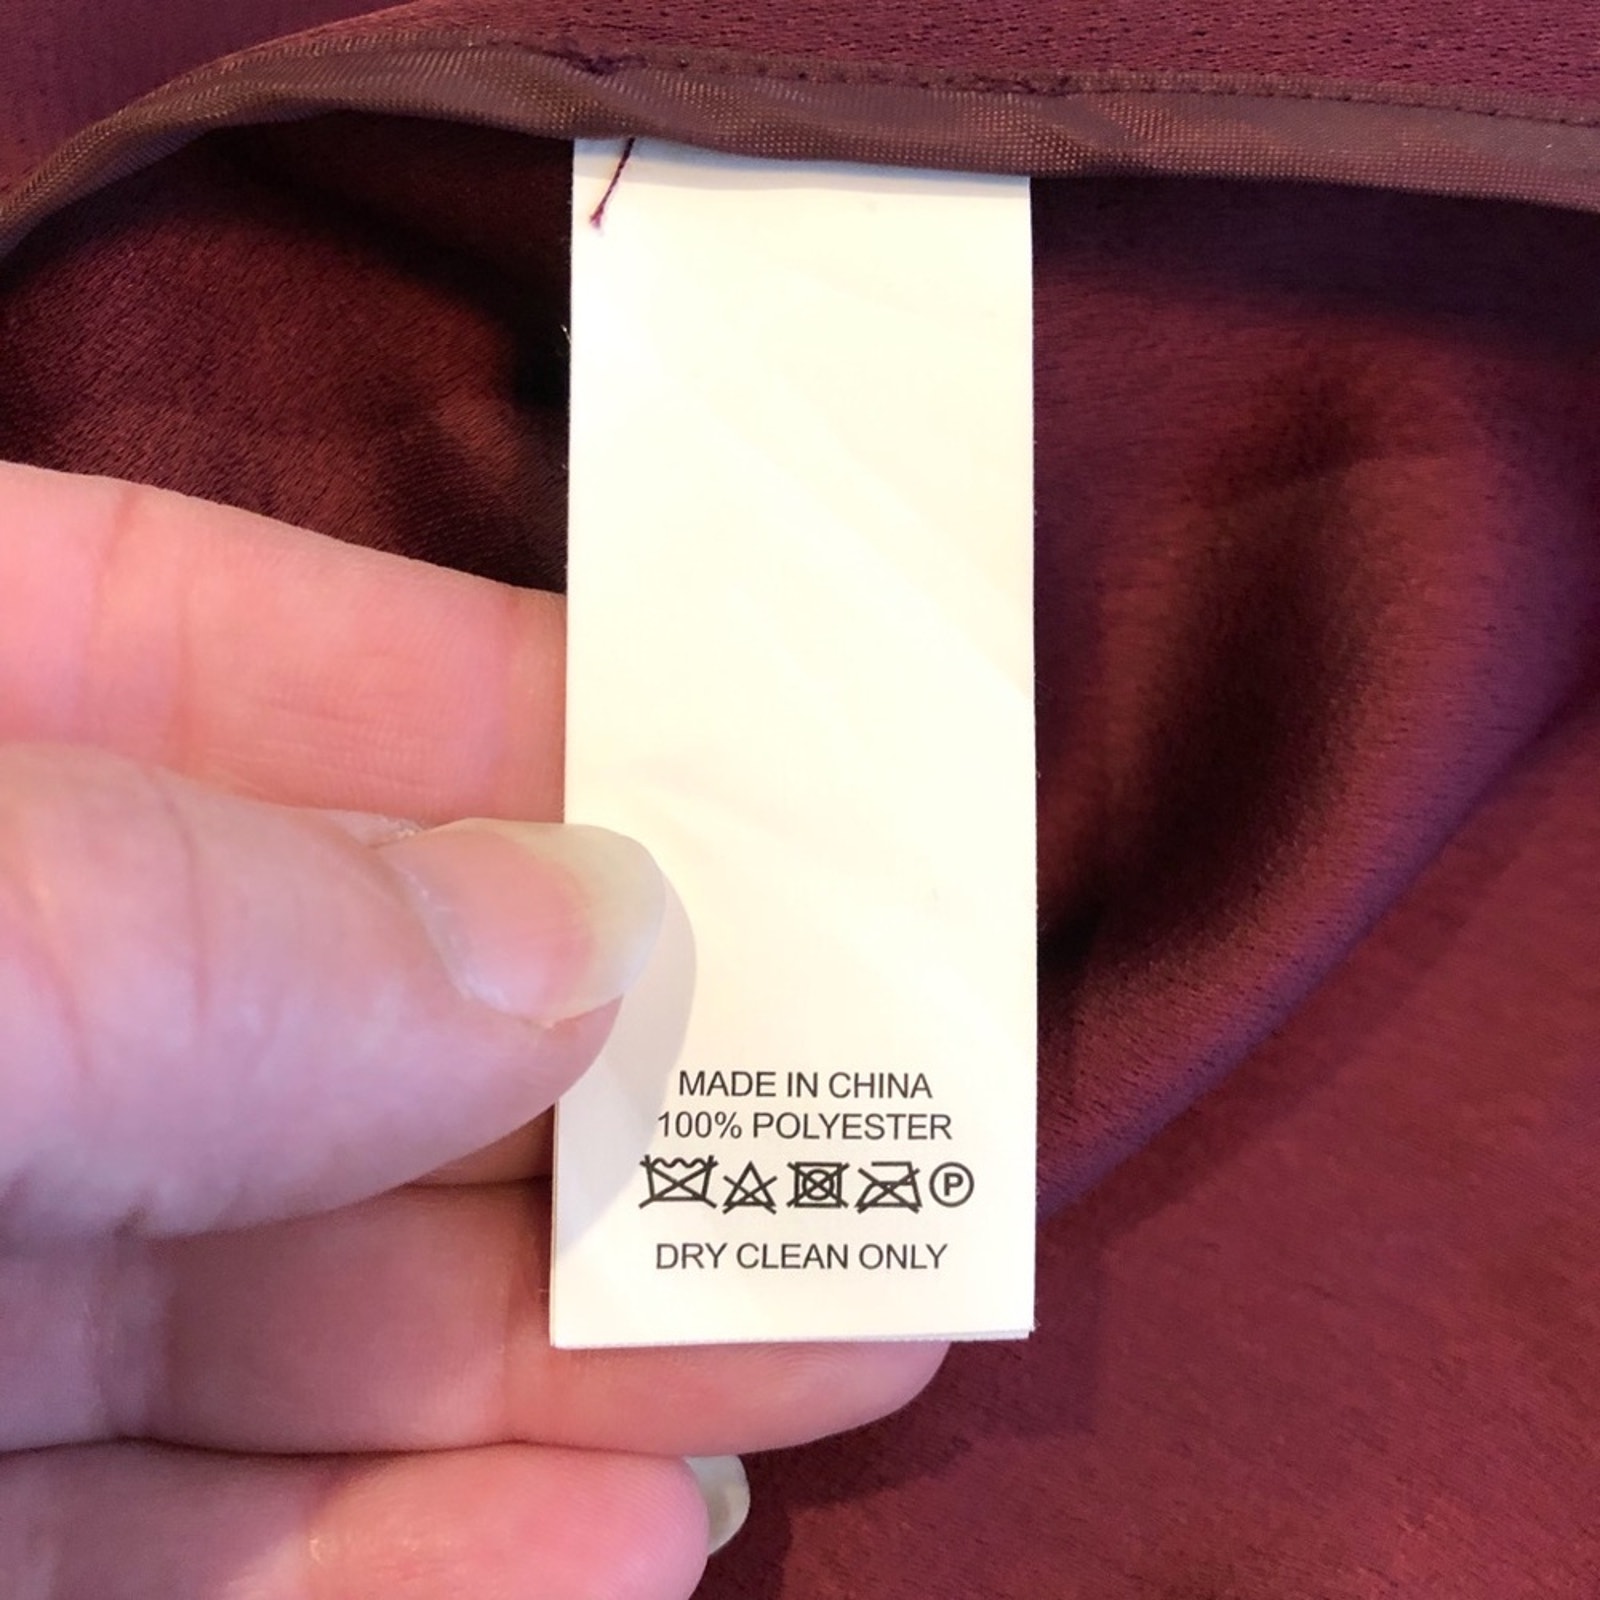 MADE IN CHINA
100% POLYESTER
P
DRY CLEAN ONLY